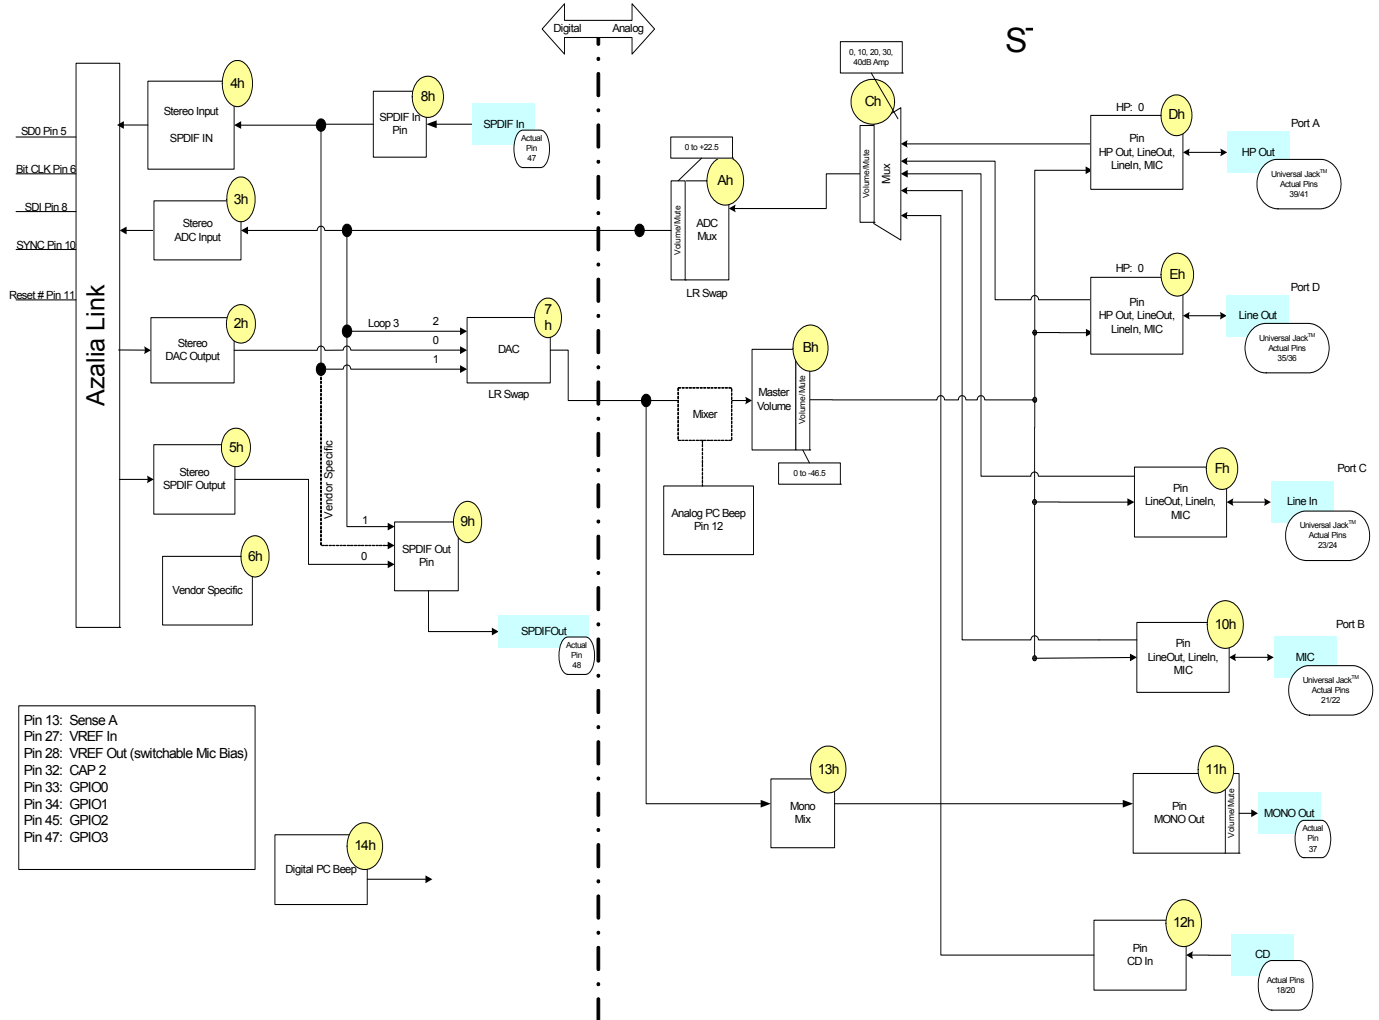 Digital
Analog
S-
0, 10, 20, 30,
40dB Amp
4h
Stereo Input
SPDIF IN
8h
SPDIF In
Pin
SPDIF In
Actual
Pin
47
Ch
Volume/Mute
Mux
HP: 0
Dh
Pin
HP Out, LineOut,
LineIn, MIC
Port A
HP Out
Universal Jack™
Actual Pins
39/41
SD0 Pin 5
Bit CLK Pin 6
SDI Pin 8
SYNC Pin 10
Reset # Pin 11
Azalia Link
3h
Stereo
ADC Input
0 to +22.5
Ah
Volume/Mute
ADC
Mux
LR Swap
HP: 0
Eh
Pin
HP Out, LineOut,
LineIn, MIC
Port D
Line Out
Universal Jack™
Actual Pins
35/36
2h
Stereo
DAC Output
Loop 3
2
0
1
7
h
DAC
LR Swap
Mixer
Bh
Master
Volume
Volume/Mute
0 to -46.5
Analog PC Beep
Pin 12
5h
Stereo
SPDIF Output
Vendor Specific
1
0
9h
SPDIF Out
Pin
6h
Vendor Specific
SPDIFOut
Actual
Pin
48
Fh
Pin
LineOut, LineIn,
MIC
Port C
Line In
Universal Jack™
Actual Pins
23/24
10h
Pin
LineOut, LineIn,
MIC
Port B
MIC
Universal Jack™
Actual Pins
21/22
Pin 13: Sense A
Pin 27: VREF In
Pin 28: VREF Out (switchable Mic Bias)
Pin 32: CAP 2
Pin 33: GPIO0
Pin 34: GPIO1
Pin 45: GPIO2
Pin 47: GPIO3
13h
Mono
Mix
11h
Pin
MONO Out
Volume/Mute
MONO Out
Actual
Pin
37
14h
Digital PC Beep
12h
Pin
CD In
CD
Actual Pins
18/20